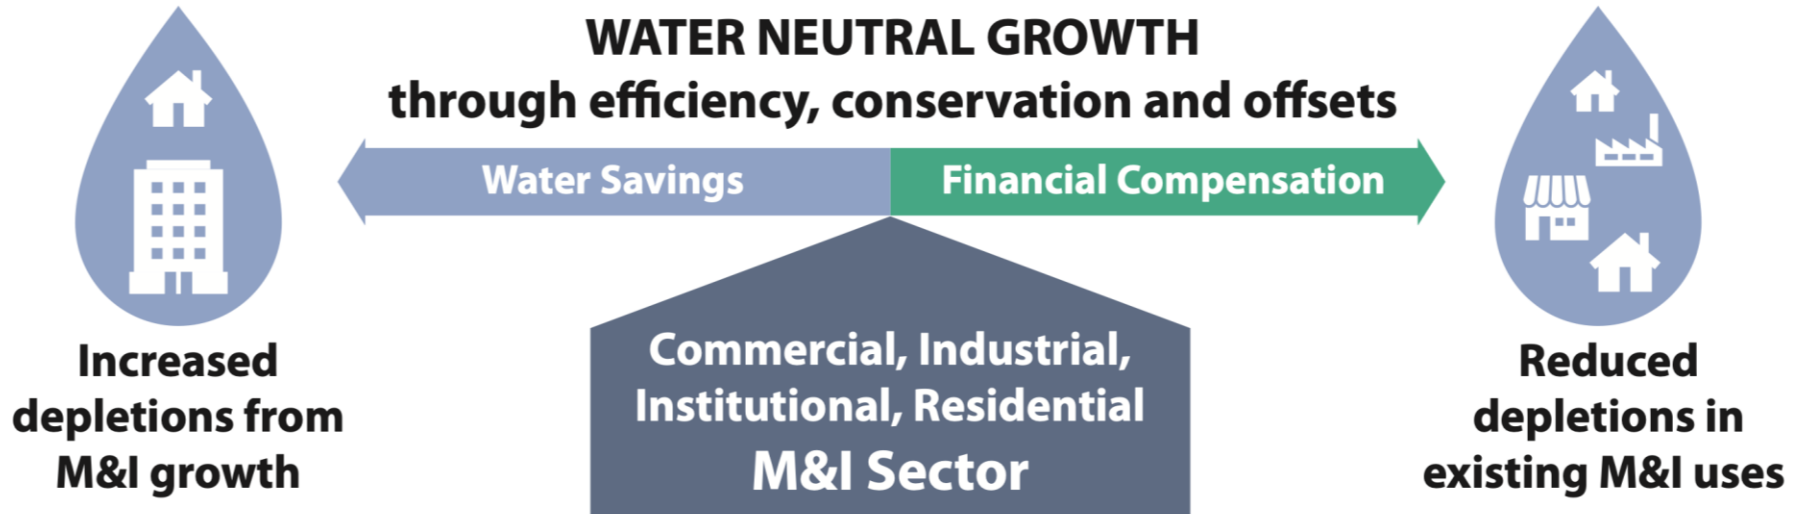 WATER NEUTRAL GROWTH
through efficiency, conservation and offsets
Water Savings
Financial Compensation
Increased
depletions from
M&I growth
Commercial, Industrial,
Institutional, Residential
M&I Sector
Reduced
depletions in
existing M&I uses